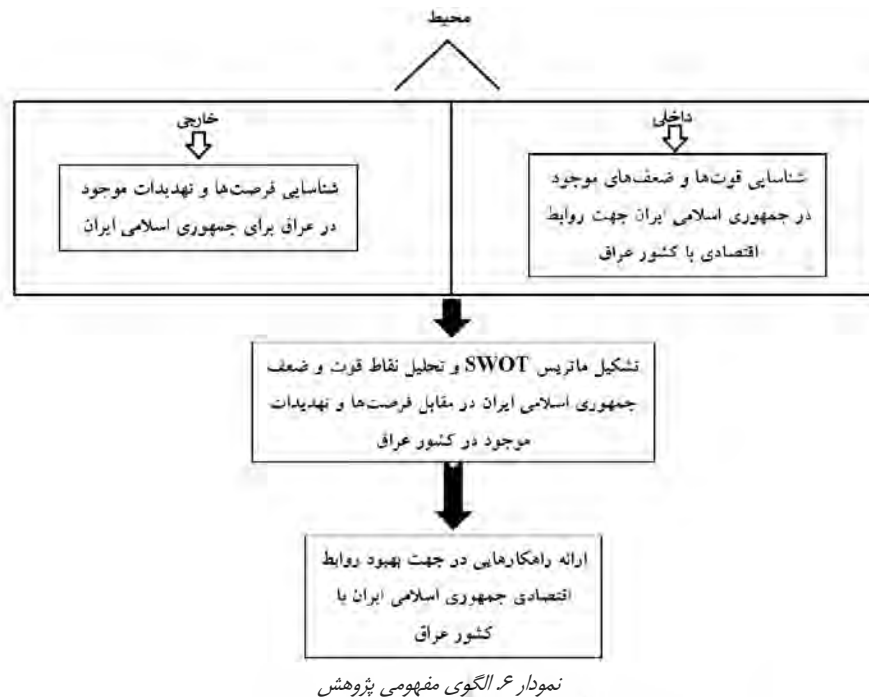 محیط
داخلی
شناسایی قوت‌ها و ضعف‌های موجود
در جمهوری اسلامی ایران جهت روابط
اقتصادی با کشور عراق
خارجی
شناسایی فرصت‌ها و تهدیدات موجود
در عراق برای جمهوری اسلامی ایران
تشکیل ماتریس SWOT و تحلیل نقاط قوت و ضعف
جمهوری اسلامی ایران در مقابل فرصت‌ها و تهدیدات
موجود در کشور عراق
ارائه راهکارهایی در جهت بهبود روابط
اقتصادی جمهوری اسلامی ایران با
کشور عراق
نمودار ۶. الگوی مفهومی پژوهش